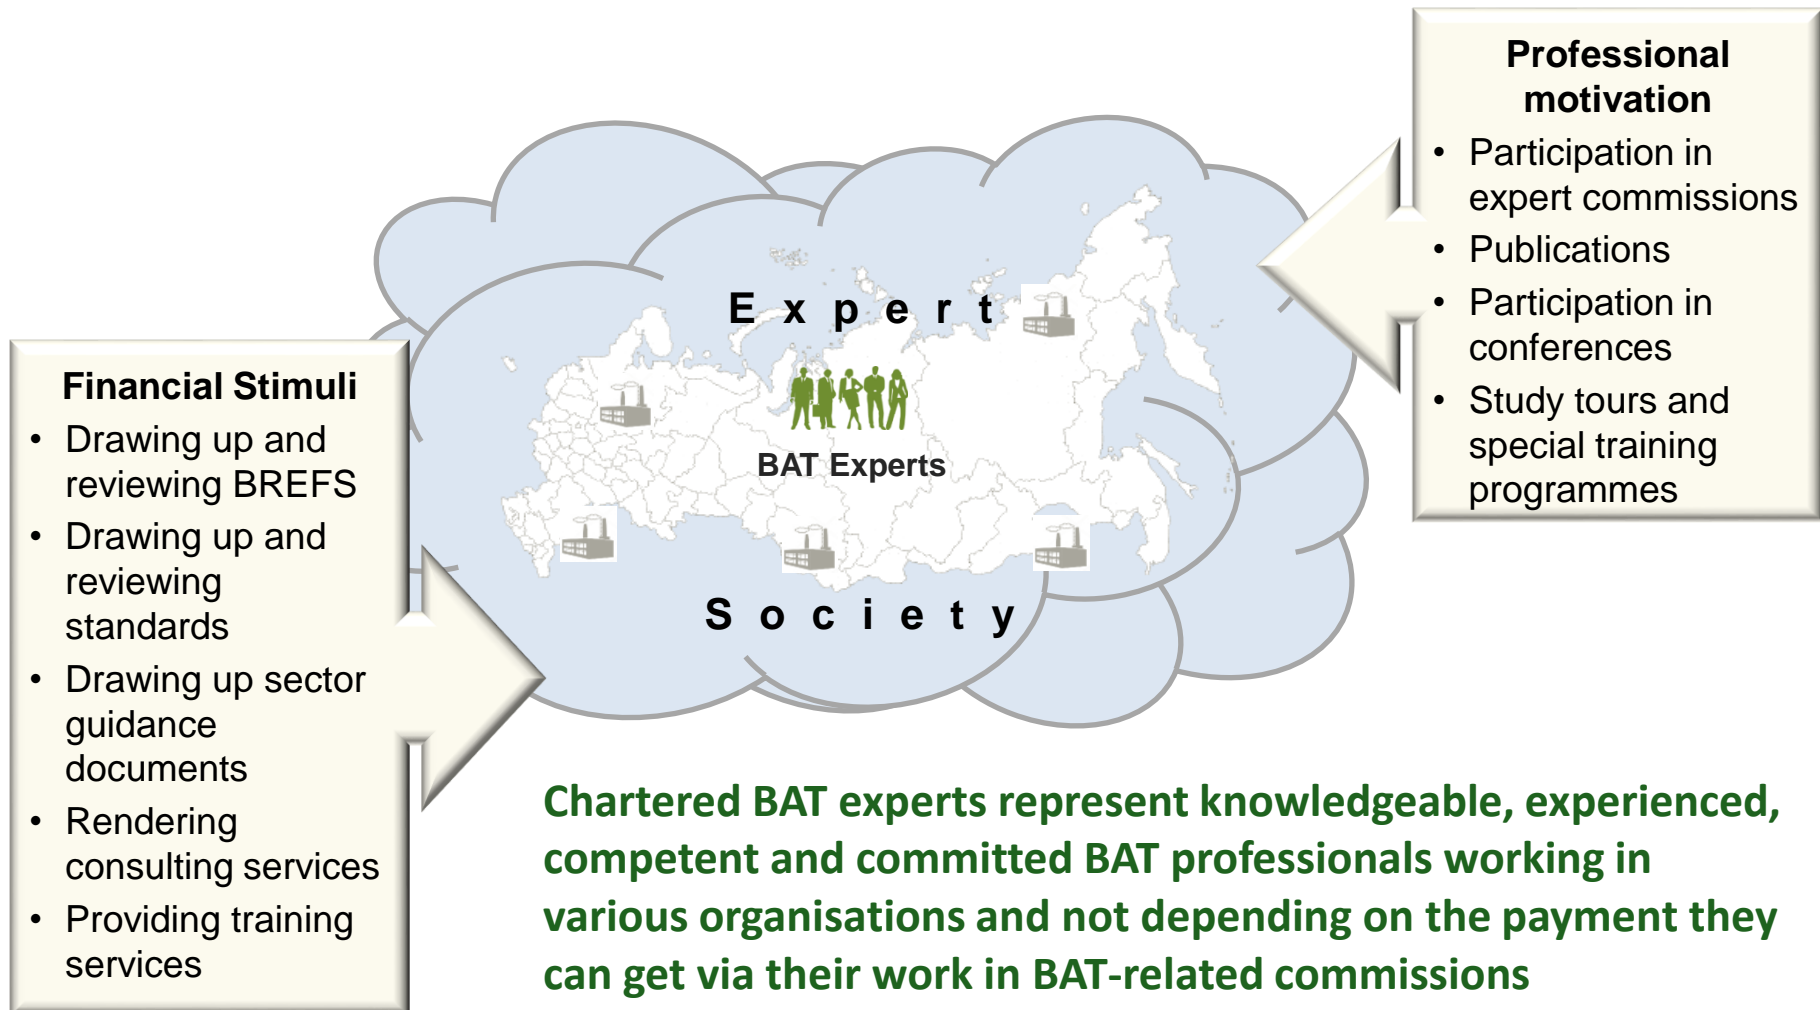 Financial Stimuli
• Drawing up and
reviewing BREFS
• Drawing up and
reviewing
standards
• Drawing up sector
guidance
documents
• Rendering
consulting services
• Providing training
services
Expert
BAT Experts
Society
Professional
motivation
• Participation in
expert commissions
• Publications
• Participation in
conferences
• Study tours and
special training
programmes
Chartered BAT experts represent knowledgeable, experienced,
competent and committed BAT professionals working in
various organisations and not depending on the payment they
can get via their work in BAT-related commissions